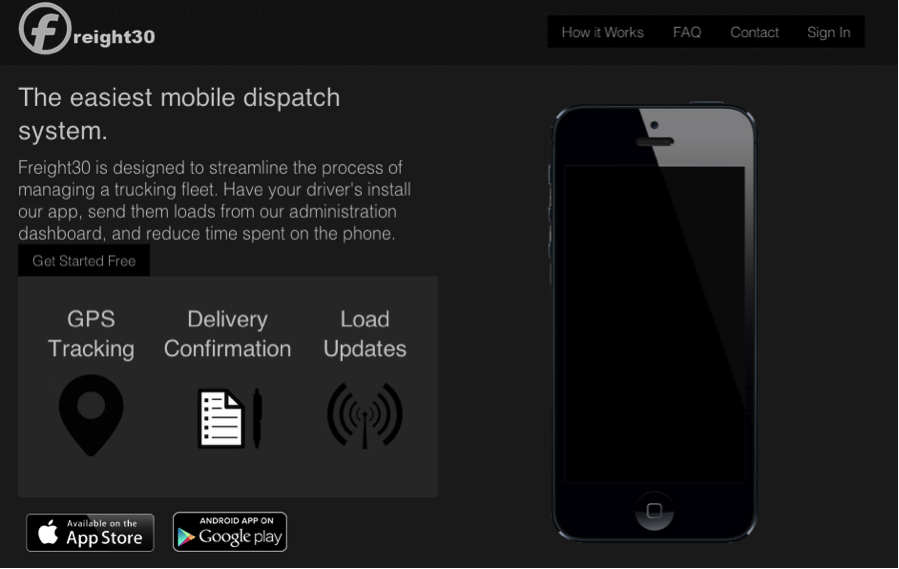 freight30
How it Works FAQ Contact Sign In
The easiest mobile dispatch
system.
Freight30 is designed to streamline the process of
managing a trucking fleet. Have your driver's install
our app, send them loads from our administration
dashboard, and reduce time spent on the phone.
Get Started Free
GPS
Tracking
Delivery
Confirmation
Load
Updates
Available on the
App Store
ANDROID APP ON
Google play